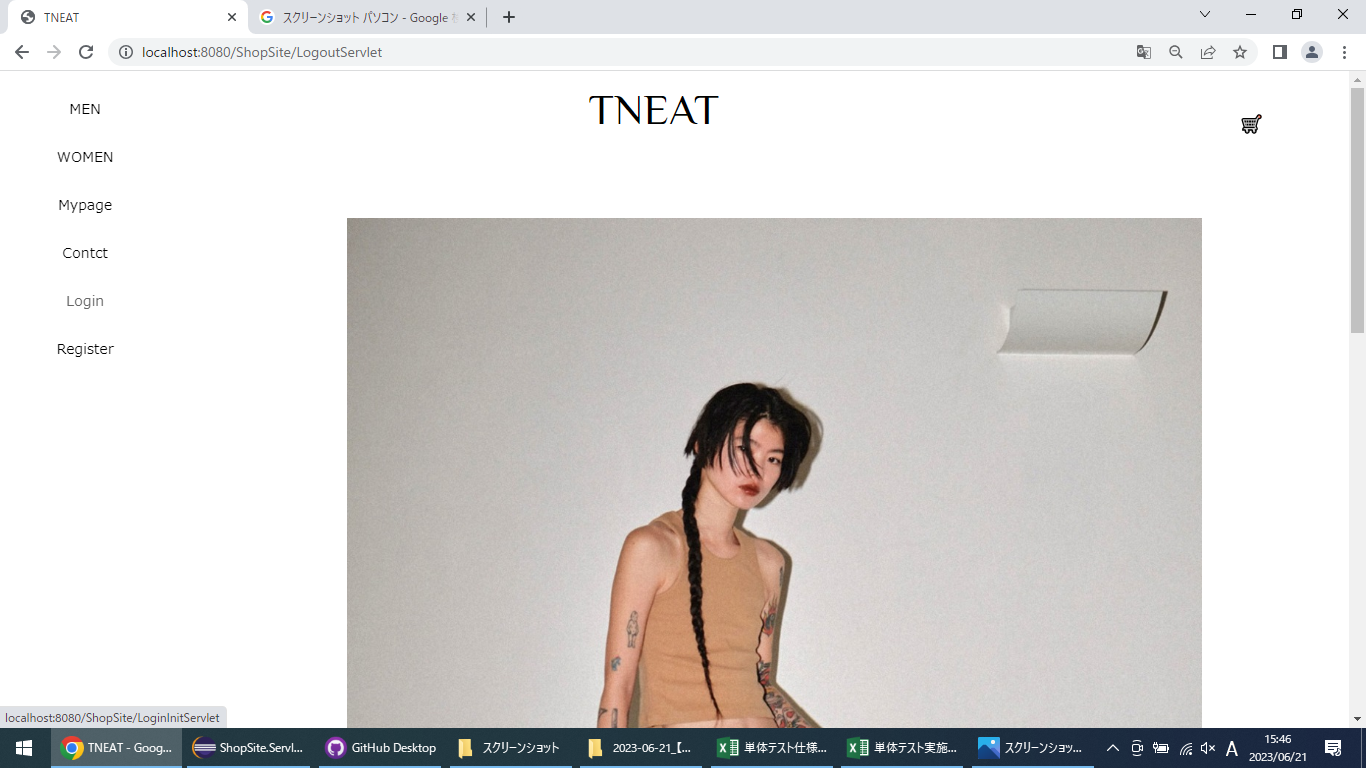 TNEAT
スクリーンショット パソコン - Google
localhost:8080/ShopSite/LogoutServlet
MEN
TNEAT
WOMEN
Mypage
Contct
Login
Register
localhost:8080/ShopSite/LoginInitServlet
TNEAT - Goog...
ShopSite.Servl...
GitHub Desktop
スクリーンショット
2023-06-21_【...
単体テスト仕様...
単体テスト実施...
スクリーンショッ...
A
15:46
2023/06/21